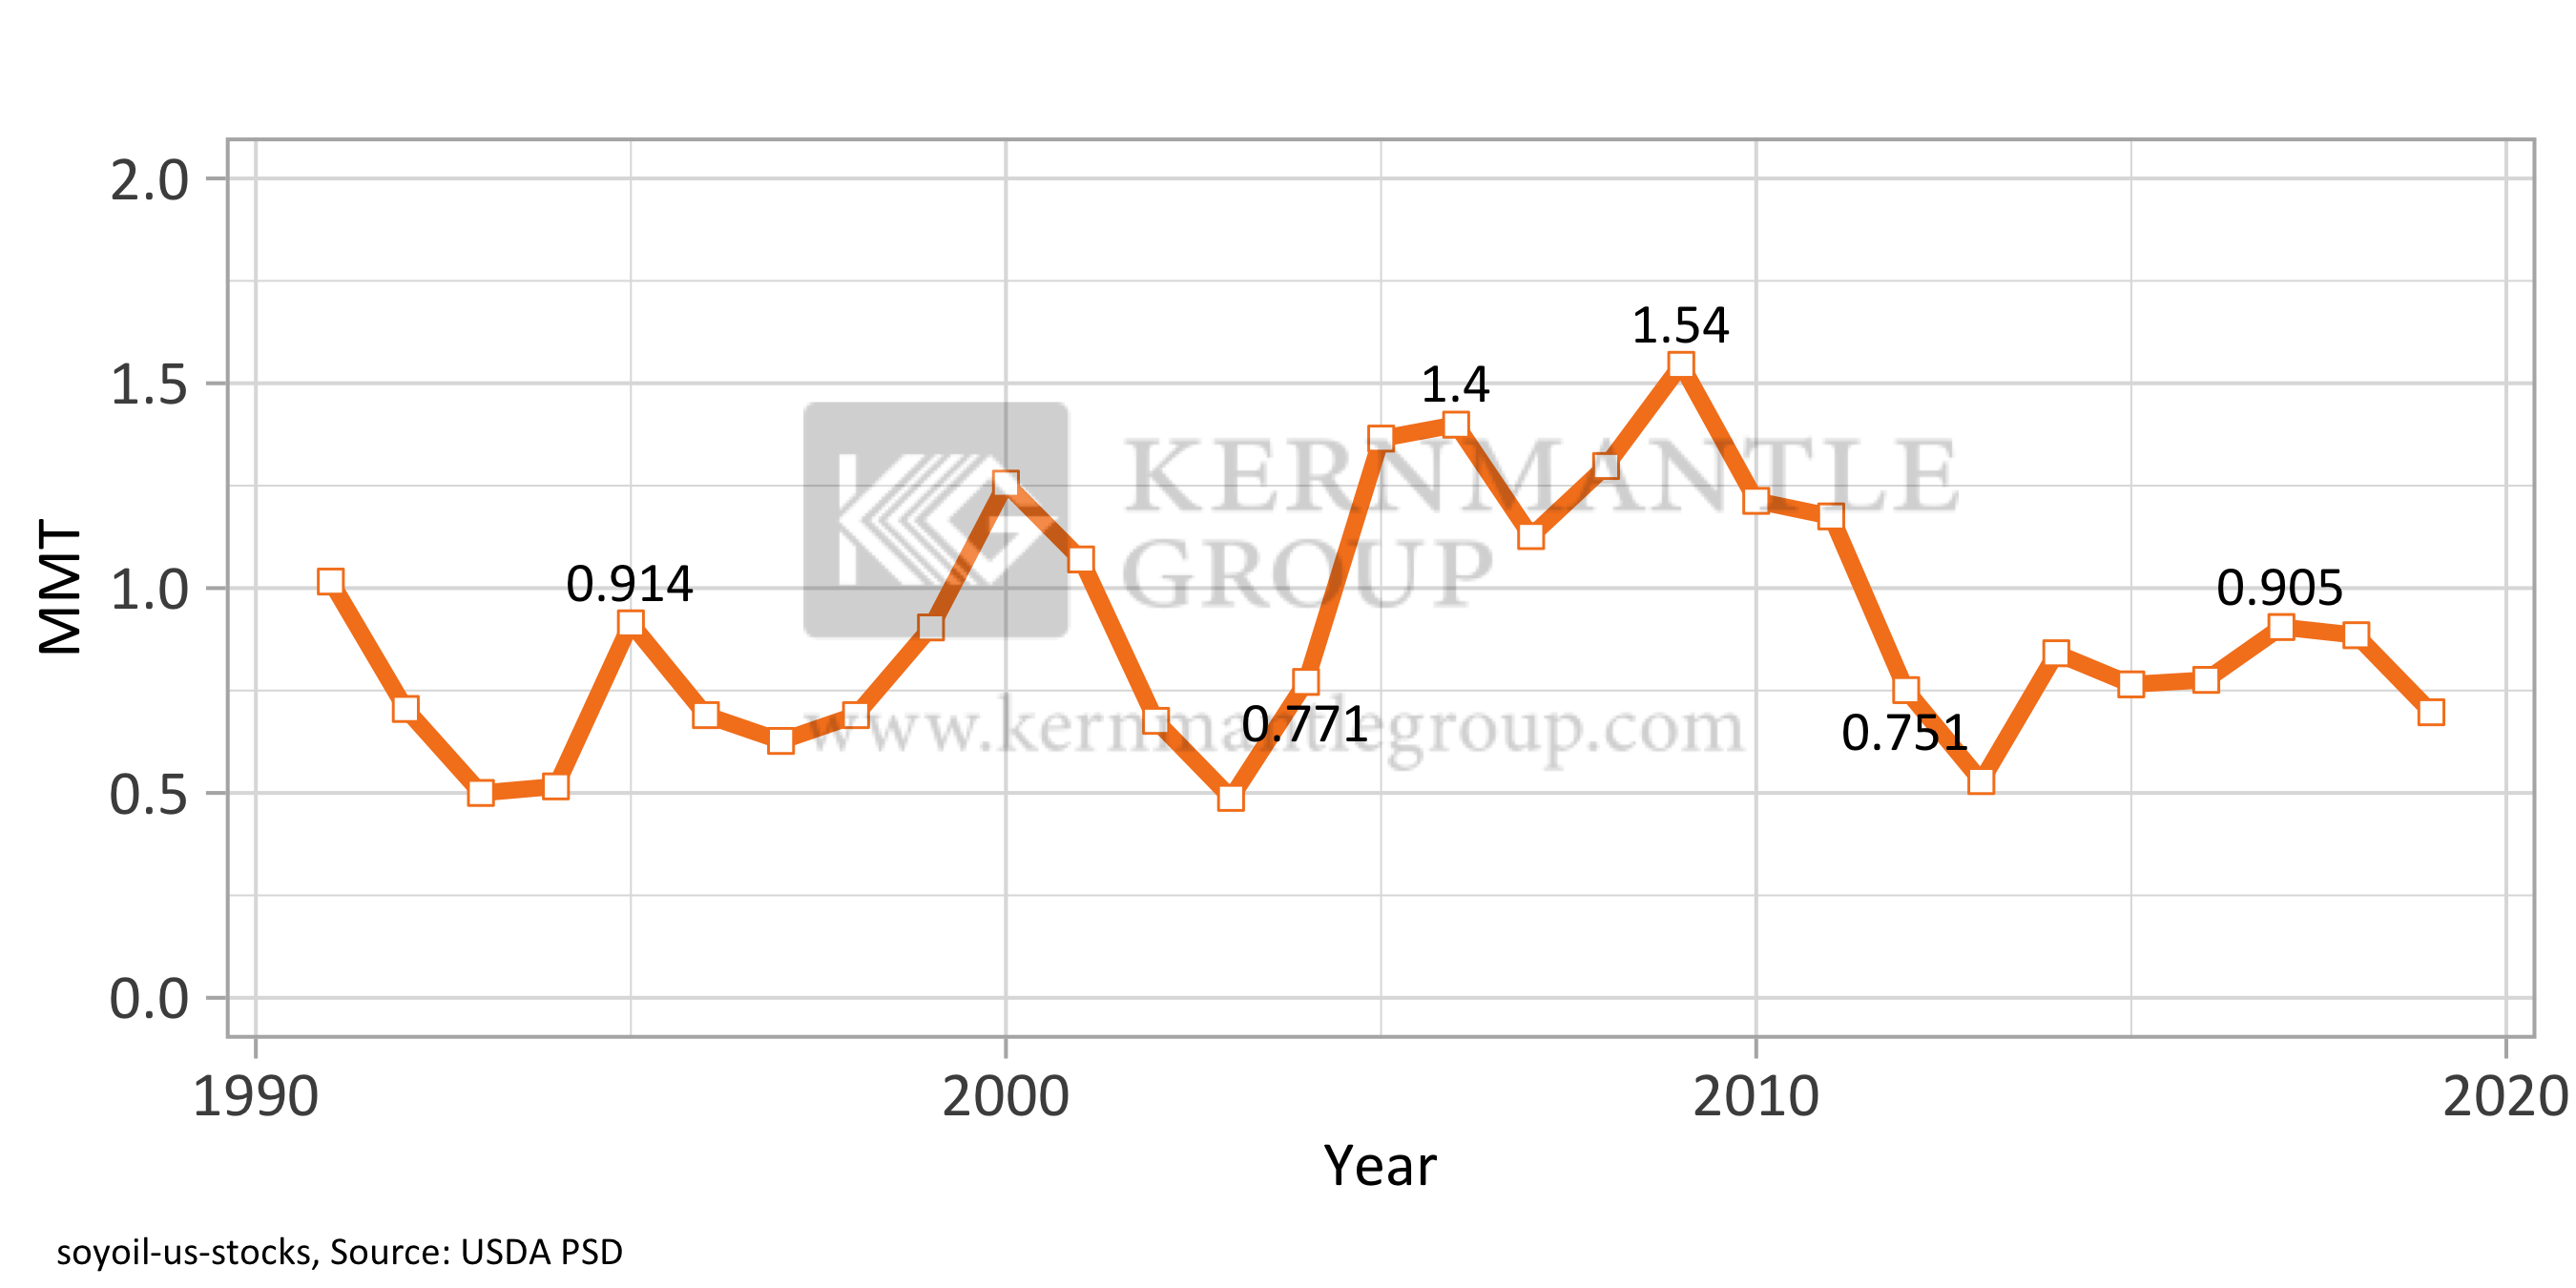 2.0
1.5
1.0
0.5
0.0
MMT
0.914
0.771
1.4
1.54
0.751
0.905
KERNMANTLE
GROUP
www.kernmantlegroup.com
1990
2000
2010
2020
Year
soyoil-us-stocks, Source: USDA PSD